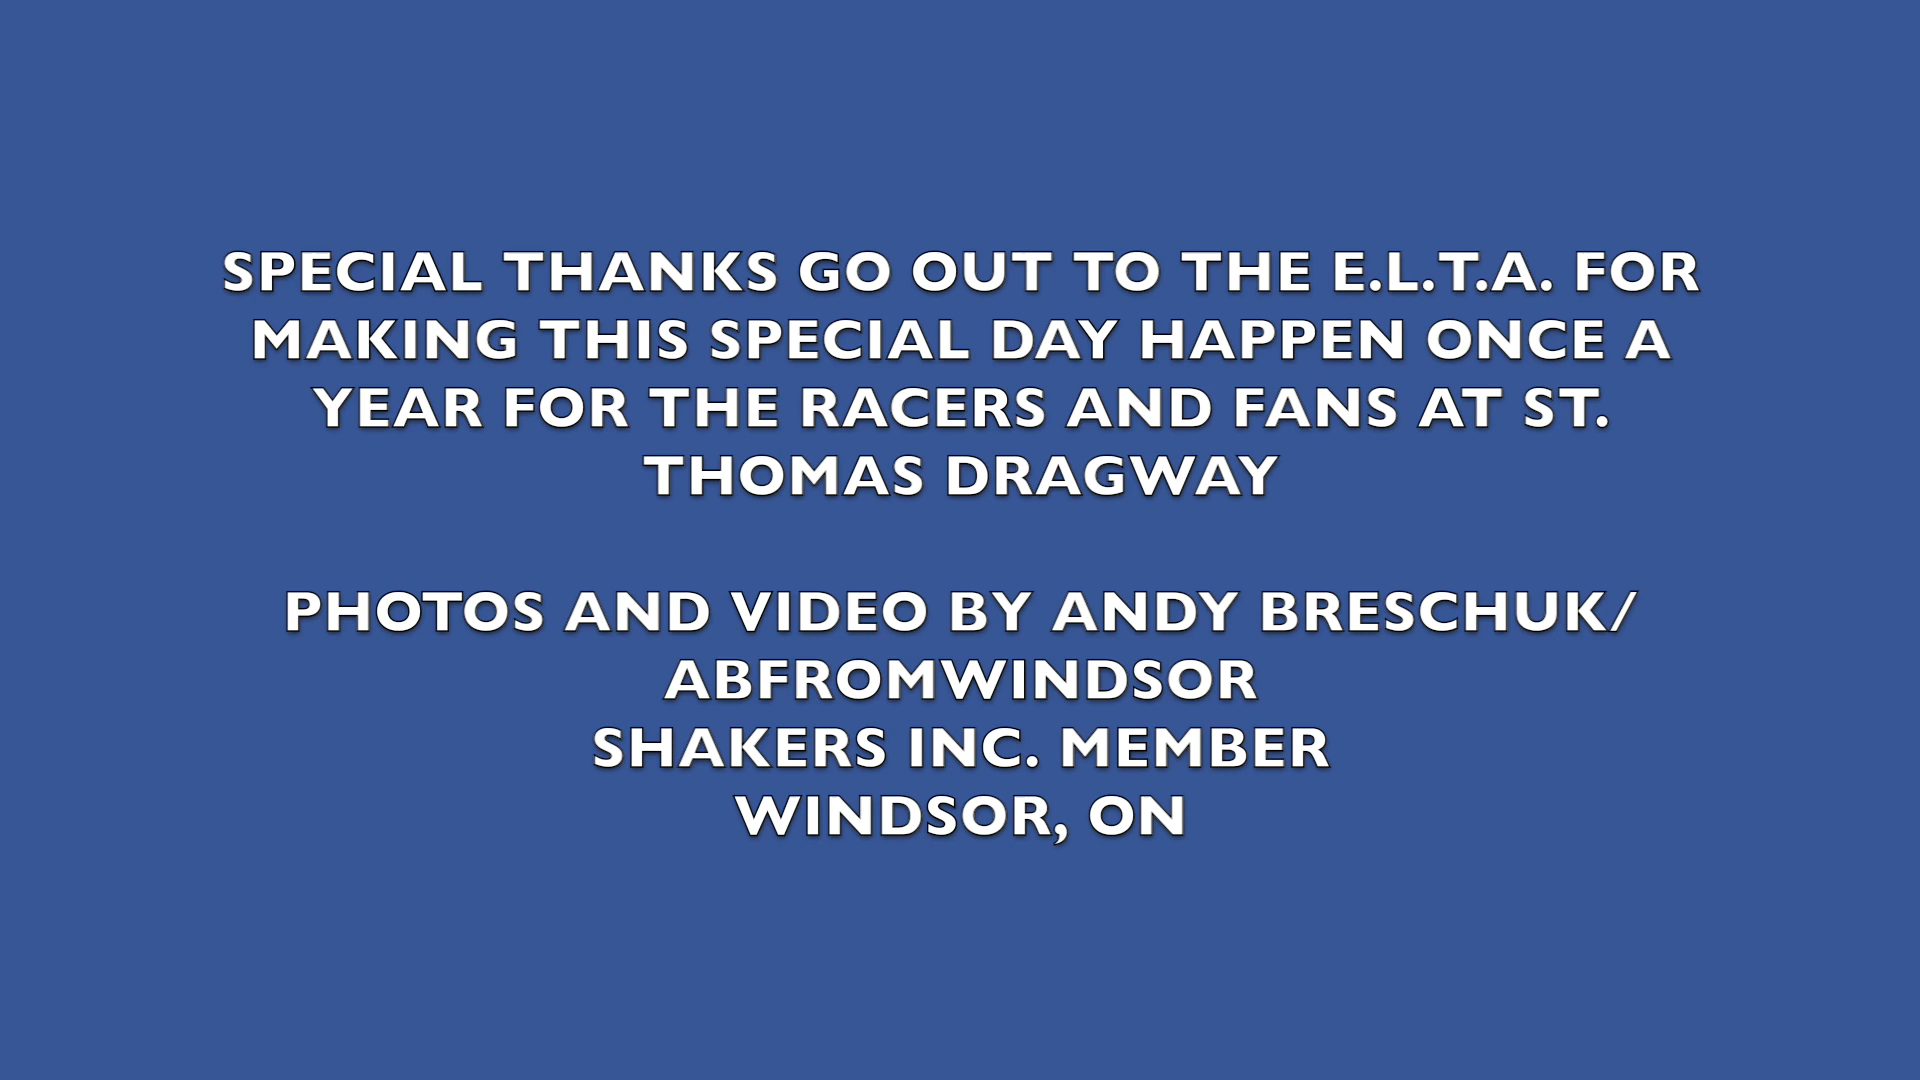 SPECIAL THANKS GO OUT TO THE E.L.T.A. FOR
MAKING THIS SPECIAL DAY HAPPEN ONCE A
YEAR FOR THE RACERS AND FANS AT ST.
THOMAS DRAGWAY
PHOTOS AND VIDEO BY ANDY BRESCHUK/
ABFROMWINDSOR
SHAKERS INC. MEMBER
WINDSOR, ON